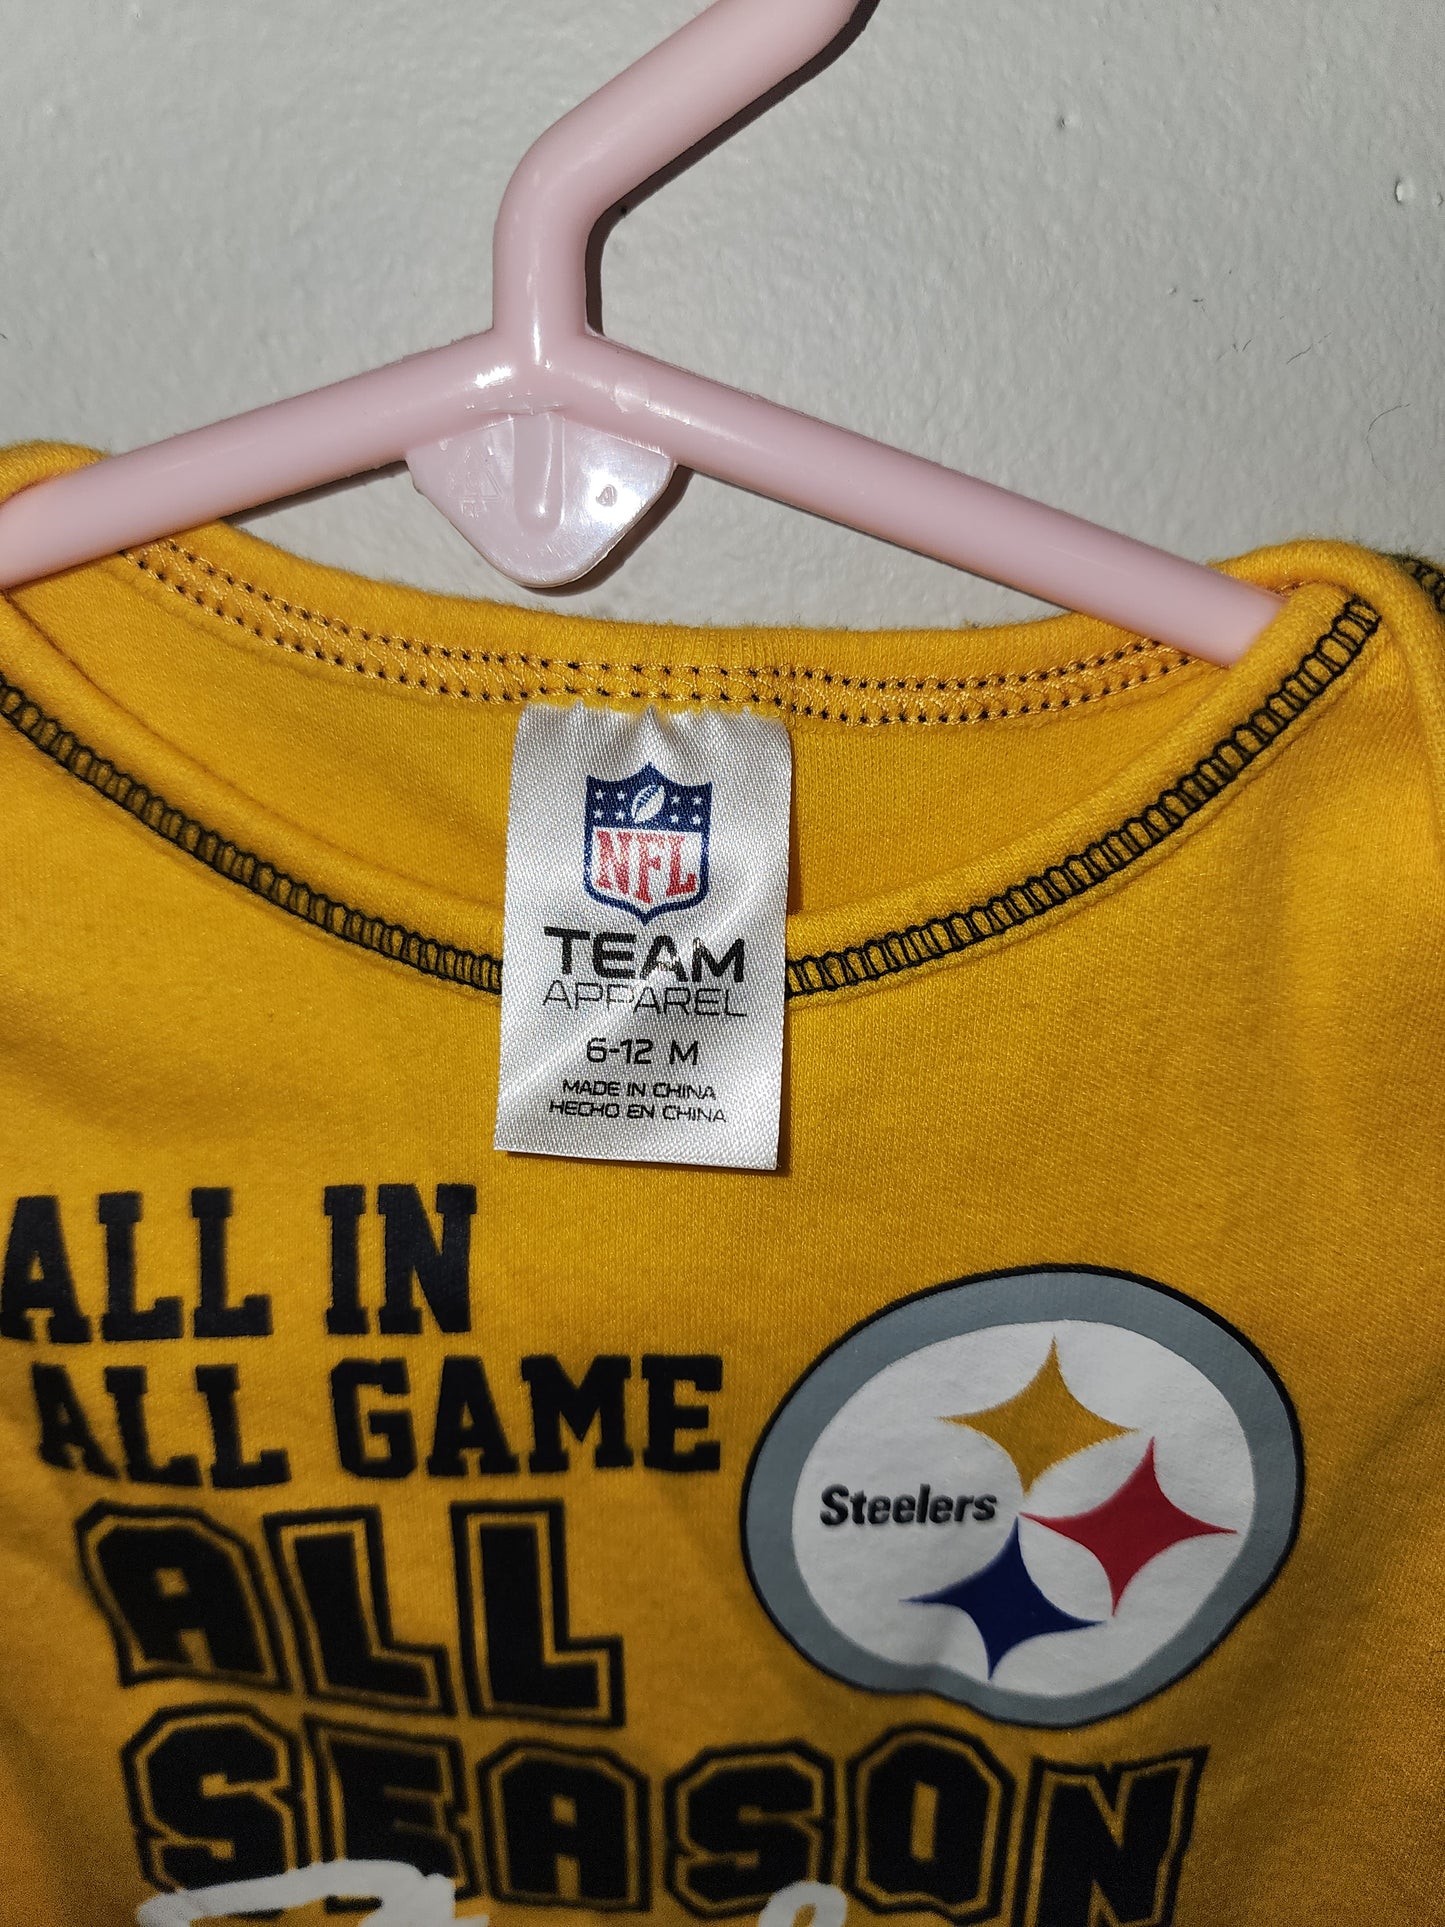 NFL
TEAM
APPAREL
6-12 M
MADE IN CHINA
HECHO EN CHINA
ALL IN
ALL GAME
ALL
SEASON
Steelers